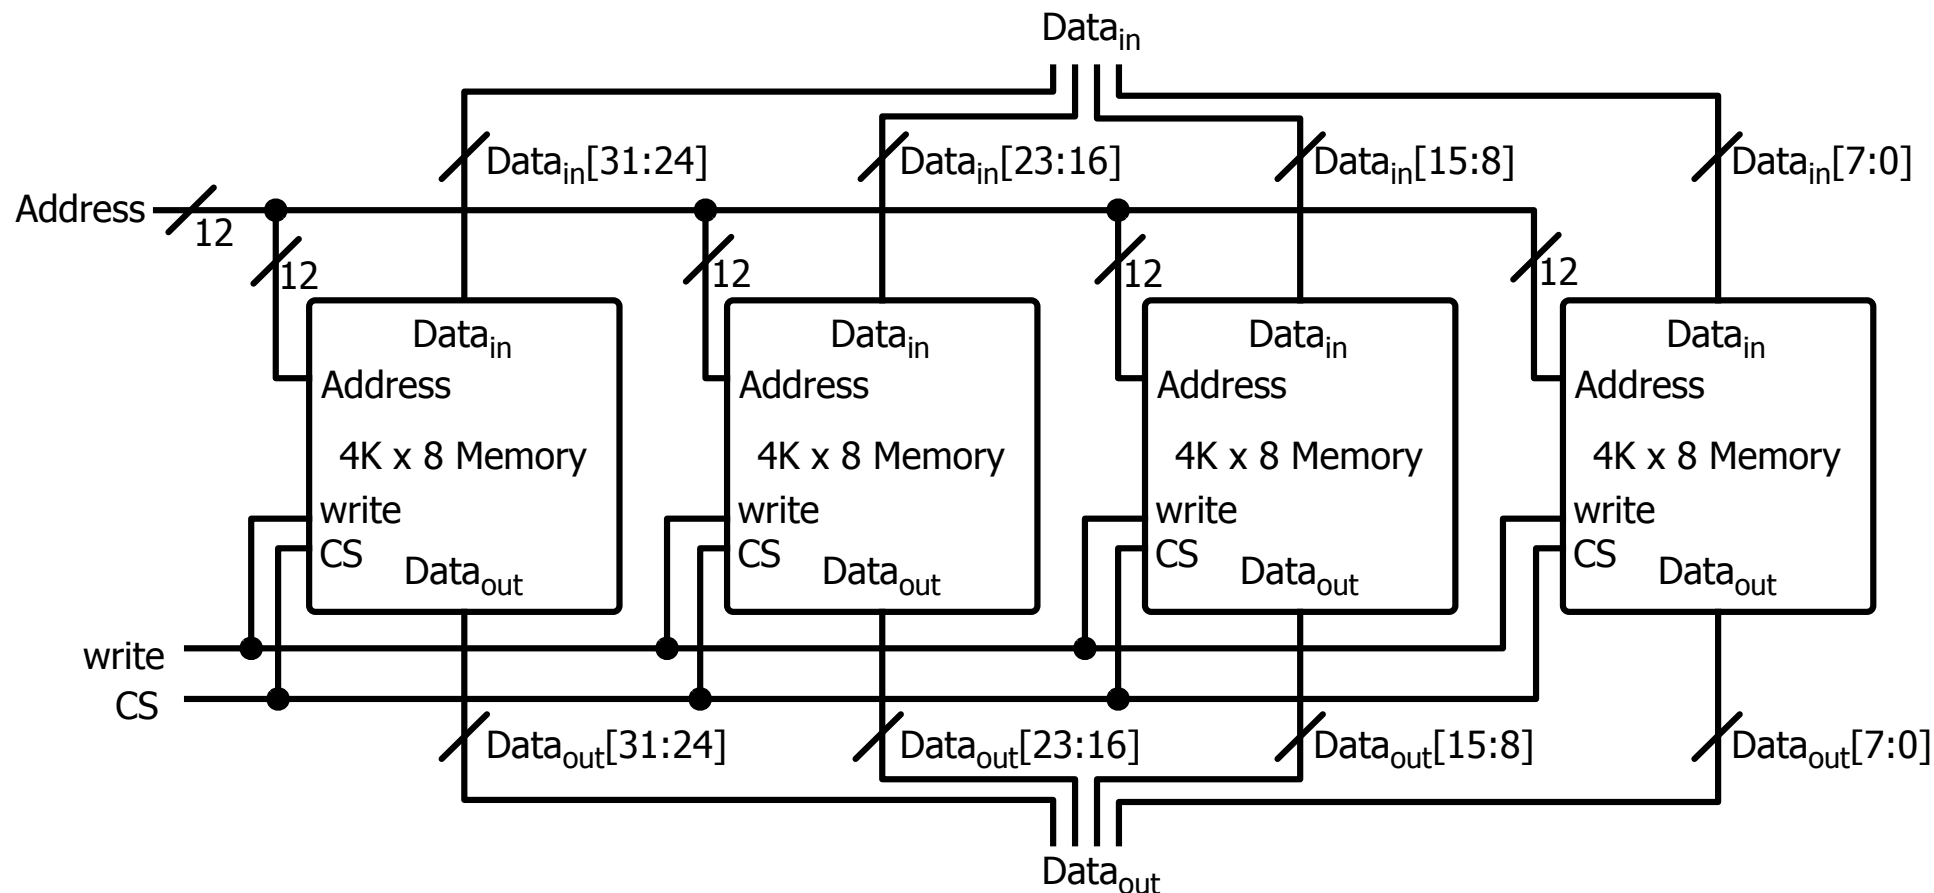 Data_in
Data_in[31:24] Data_in[23:16] Data_in[15:8] Data_in[7:0]
Address 12
12 12 12 12
Data_in Data_in Data_in Data_in
Address Address Address Address
4K x 8 Memory 4K x 8 Memory 4K x 8 Memory 4K x 8 Memory
write write write write
CS CS CS CS
Data_out Data_out Data_out Data_out
write
CS
Data_out[31:24] Data_out[23:16] Data_out[15:8] Data_out[7:0]
Data_out